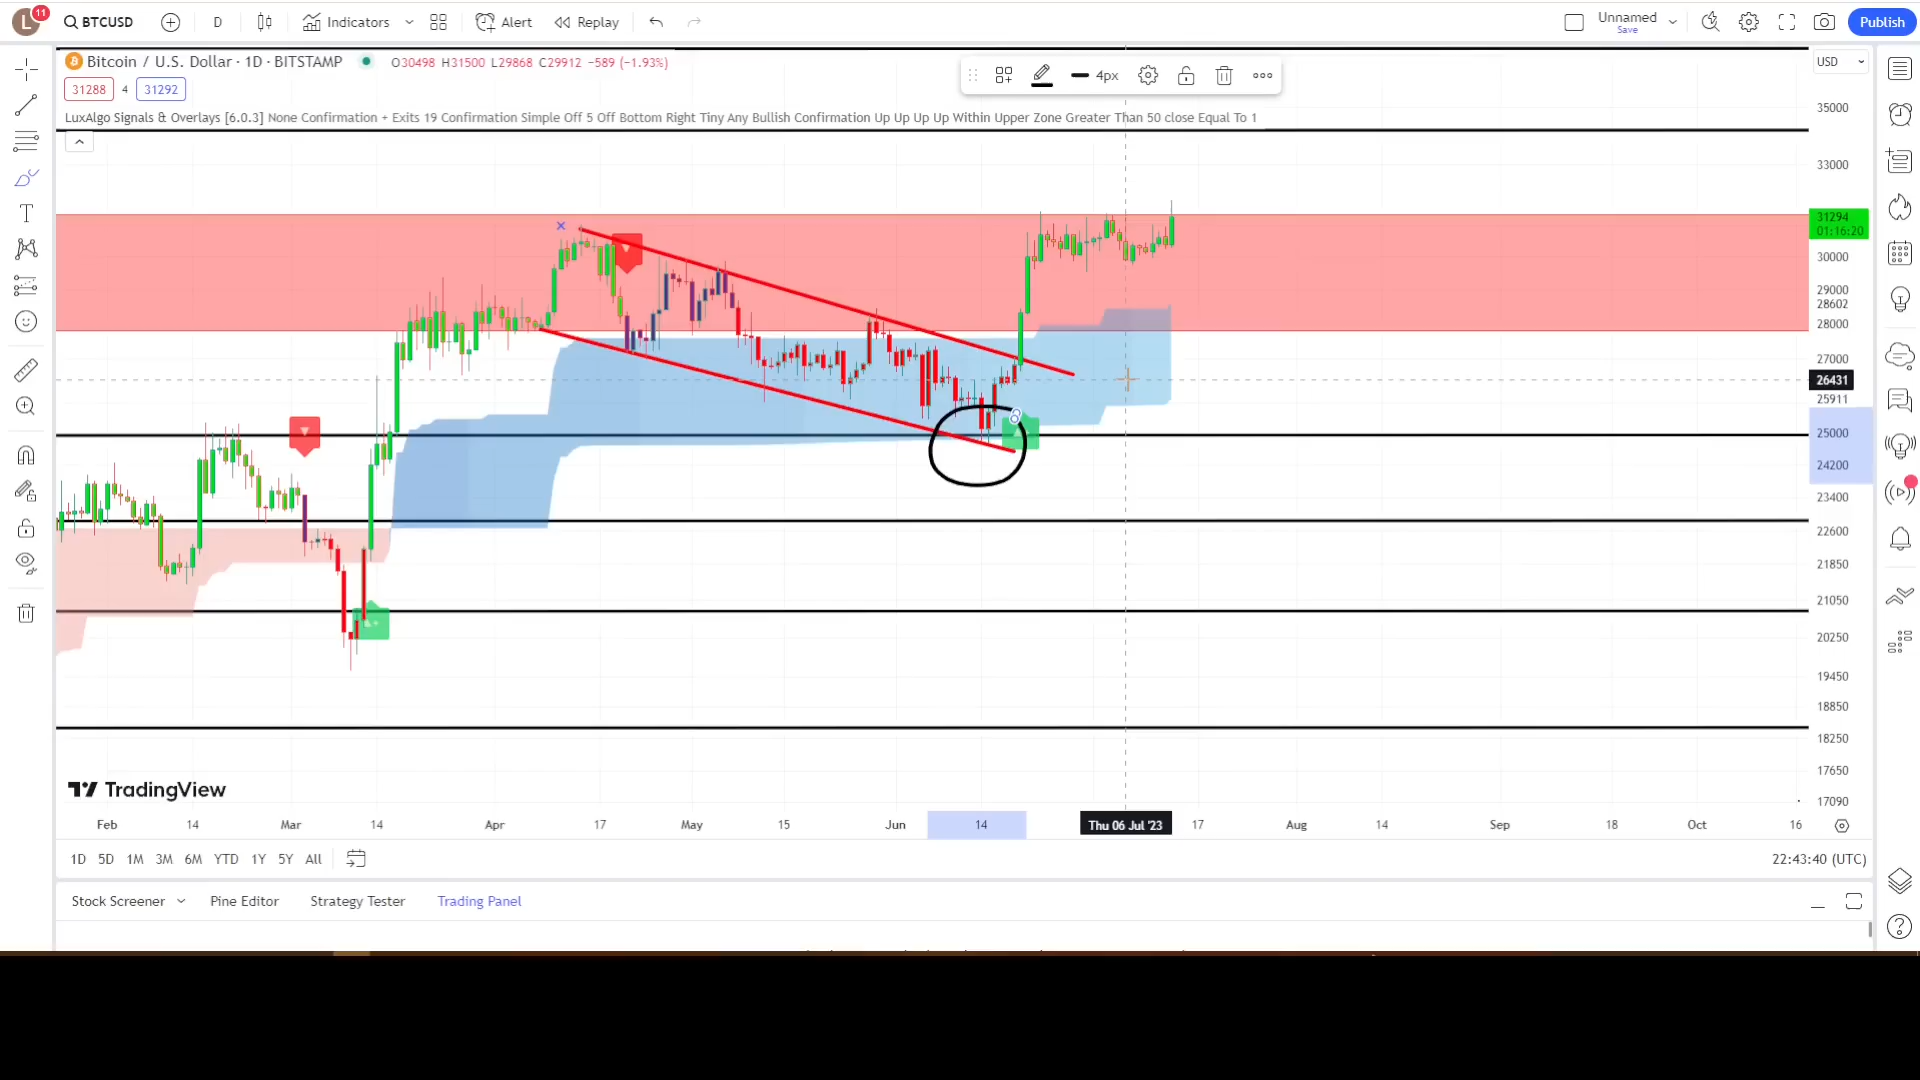 L 11 BTCUSD D Indicators Alert Replay Unnamed Save Publish
Bitcoin / U.S. Dollar · 1D · BITSTAMP O30498 H31500 L29868 C29912 -589 (-1.93%)
4px
USD
31288 4 31292
LuxAlgo Signals & Overlays [6.0.3] None Confirmation + Exits 19 Confirmation Simple Off 5 Off Bottom Right Tiny Any Bullish Confirmation Up Up Up Up Within Upper Zone Greater Than 50 close Equal To 1
35000
33000
31294
01:16:20
30000
29000
28602
28000
27000
26431
25911
25000
24200
23400
22600
21850
21050
20250
19450
18850
18250
17650
17090
TradingView
Feb 14 Mar 14 Apr 17 May 15 Jun 14 Thu 06 Jul '23 17 Aug 14 Sep 18 Oct 16
1D 5D 1M 3M 6M YTD 1Y 5Y All 22:43:40 (UTC)
Stock Screener Pine Editor Strategy Tester Trading Panel